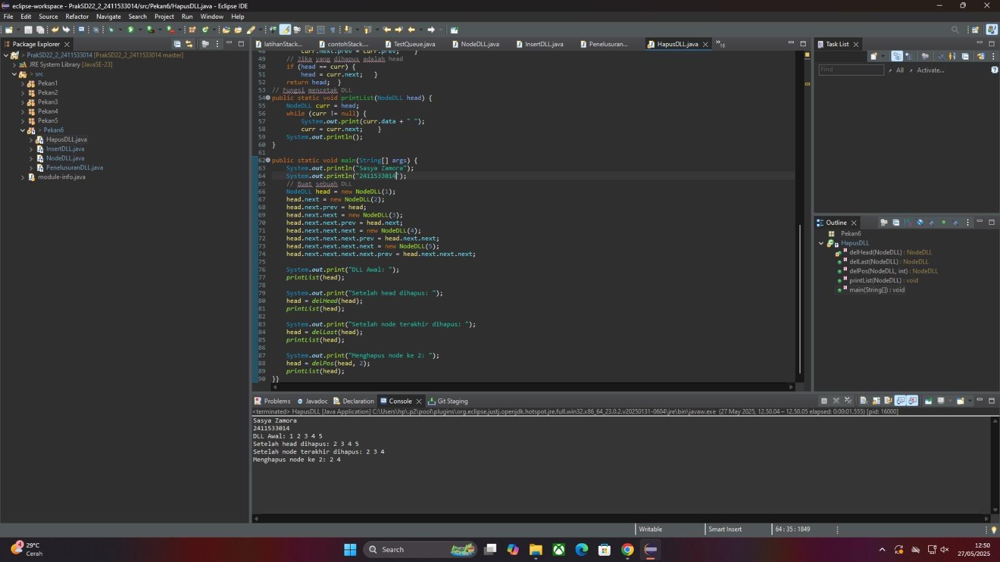 eclipse-workspace - PrakSD22_2_2411533014/src/Pekan6/HapusDLL.java - Eclipse IDE
File Edit Source Refactor Navigate Search Project Run Window Help
Package Explorer
PrakSD22_2_2411533014 [PrakSD22_2_2411533014 master]
JRE System Library [JavaSE-23]
> src
Pekan1
Pekan2
Pekan3
Pekan4
Pekan5
> Pekan6
HapusDLL.java
InsertDLL.java
NodeDLL.java
PenelusuranDLL.java
module-info.java
latihanStack... contohStack.... TestQueue.java NodeDLL.java InsertDLL.java Penelusuran... HapusDLL.java »16
48 curr.next.prev = curr.prev; }
49 // Jika yang dihapus adalah head
50 if (head == curr) {
51 head = curr.next; }
52 return head; }
53 // Fungsi mencetak DLL
54 public static void printList(NodeDLL head) {
55 NodeDLL curr = head;
56 while (curr != null) {
57 System.out.print(curr.data + " ");
58 curr = curr.next; }
59 System.out.println();
60 }
61
62 public static void main(String[] args) {
63 System.out.println("Sasya Zamora");
64 System.out.println("2411533014");
65 // Buat sebuah DLL
66 NodeDLL head = new NodeDLL(1);
67 head.next = new NodeDLL(2);
68 head.next.prev = head;
69 head.next.next = new NodeDLL(3);
70 head.next.next.prev = head.next;
71 head.next.next.next = new NodeDLL(4);
72 head.next.next.next.prev = head.next.next;
73 head.next.next.next.next = new NodeDLL(5);
74 head.next.next.next.next.prev = head.next.next.next;
75
76 System.out.print("DLL Awal: ");
77 printList(head);
78
79 System.out.print("Setelah head dihapus: ");
80 head = delHead(head);
81 printList(head);
82
83 System.out.print("Setelah node terakhir dihapus: ");
84 head = delLast(head);
85 printList(head);
86
87 System.out.print("Menghapus node ke 2: ");
88 head = delPos(head, 2);
89 printList(head);
90 }}
Task List
Find All Activate...
Outline
Pekan6
HapusDLL
delHead(NodeDLL) : NodeDLL
delLast(NodeDLL) : NodeDLL
delPos(NodeDLL, int) : NodeDLL
printList(NodeDLL) : void
main(String[]) : void
Problems Javadoc Declaration Console Git Staging
<terminated> HapusDLL [Java Application] C:\Users\hp\.p2\pool\plugins\org.eclipse.justj.openjdk.hotspot.jre.full.win32.x86_64_23.0.2.v20250131-0604\jre\bin\javaw.exe (27 May 2025, 12.50.04 – 12.50.05 elapsed: 0:00:01.555) [pid: 16000]
Sasya Zamora
2411533014
DLL Awal: 1 2 3 4 5
Setelah head dihapus: 2 3 4 5
Setelah node terakhir dihapus: 2 3 4
Menghapus node ke 2: 2 4
Writable Smart Insert 64 : 35 : 1849
4 29°C
Cerah
Search
12:50
27/05/2025